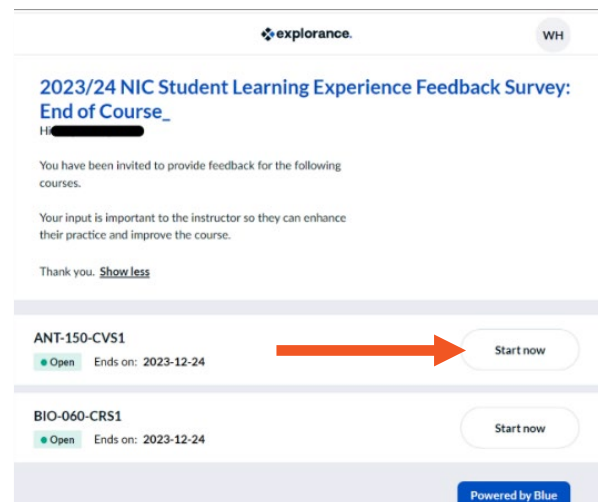 explorance.
WH
2023/24 NIC Student Learning Experience Feedback Survey:
End of Course_
Hi
You have been invited to provide feedback for the following
courses.
Your input is important to the instructor so they can enhance
their practice and improve the course.
Thank you. Show less
ANT-150-CVS1
Start now
Open Ends on: 2023-12-24
BIO-060-CRS1
Start now
Open Ends on: 2023-12-24
Powered by Blue